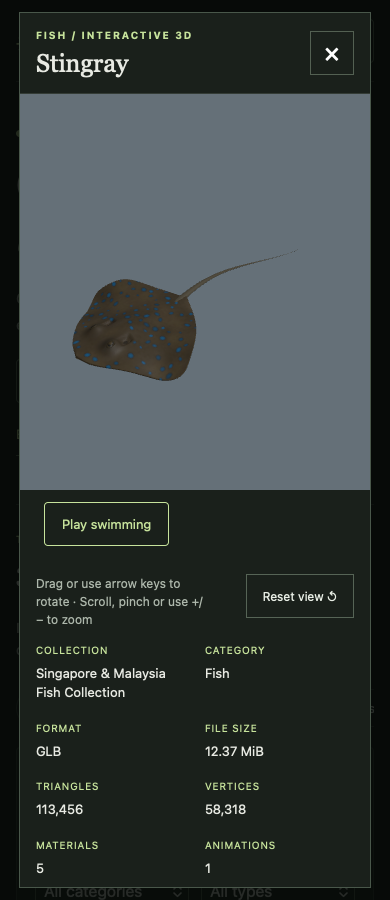 FISH / INTERACTIVE 3D
Stingray
×
Play swimming
Drag or use arrow keys to
rotate · Scroll, pinch or use +/
− to zoom
Reset view ↺
COLLECTION
Singapore & Malaysia
Fish Collection
CATEGORY
Fish
FORMAT
GLB
FILE SIZE
12.37 MiB
TRIANGLES
113,456
VERTICES
58,318
MATERIALS
5
ANIMATIONS
1
All categories
All types